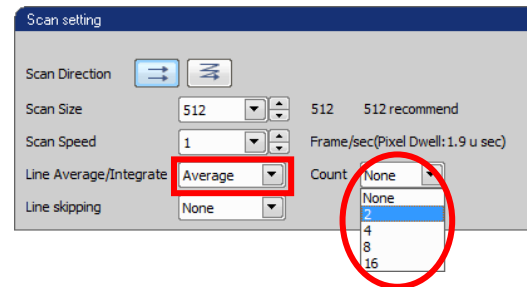 Scan setting
Scan Direction
Scan Size 512 512 512 recommend
Scan Speed 1 Frame/sec(Pixel Dwell:1.9 u sec)
Line Average/Integrate Average Count None
Line skipping None None
2
4
8
16